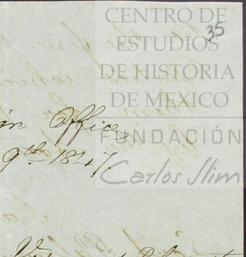 CENTRO DE
35
ESTUDIOS
DE HISTORIA
DE MEXICO
Office
FUNDACIÓN
9th 1847.
Carlos Slim